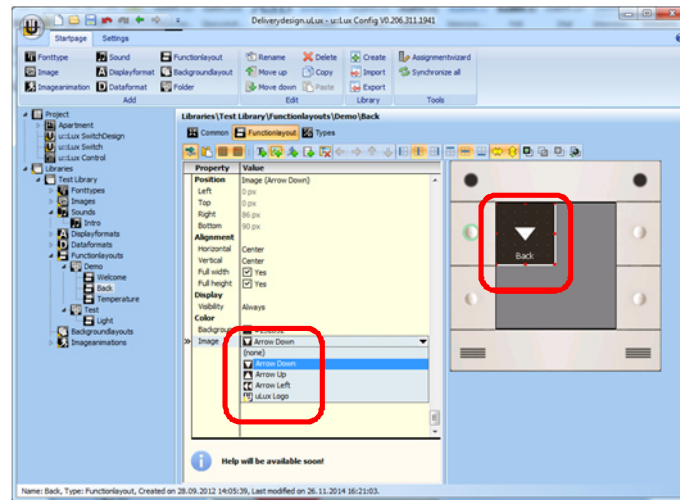 Deliverydesign.uLux - u::Lux Config V0.206.311.1941
Startpage Settings
Fonttype Sound Functionlayout Rename Delete Create Assignmentwizard
Image Displayformat Backgroundlayout Move up Copy Import Synchronize all
Imageanimation Dataformat Folder Move down Paste Export
Add Edit Library Tools
Project
Apartment
u::Lux SwitchDesign
u::Lux Switch
u::Lux Control
Libraries
Test Library
Fonttypes
Images
Sounds
Intro
Displayformats
Dataformats
Functionlayouts
Demo
Welcome
Back
Temperature
Test
Light
Backgroundlayouts
Imageanimations
Libraries\Test Library\Functionlayouts\Demo\Back
Common Functionlayout Types
Property Value
Position Image (Arrow Down)
Left 0 px
Top 0 px
Right 86 px
Bottom 90 px
Alignment
Horizontal Center
Vertical Center
Full width Yes
Full height Yes
Display
Visibility Always
Color
Backgroun
Image Arrow Down
(none)
Arrow Down
Arrow Up
Arrow Left
uLux Logo
Help will be available soon!
Back
Name: Back, Type: Functionlayout, Created on 28.09.2012 14:05:39, Last modified on 26.11.2014 16:21:03.